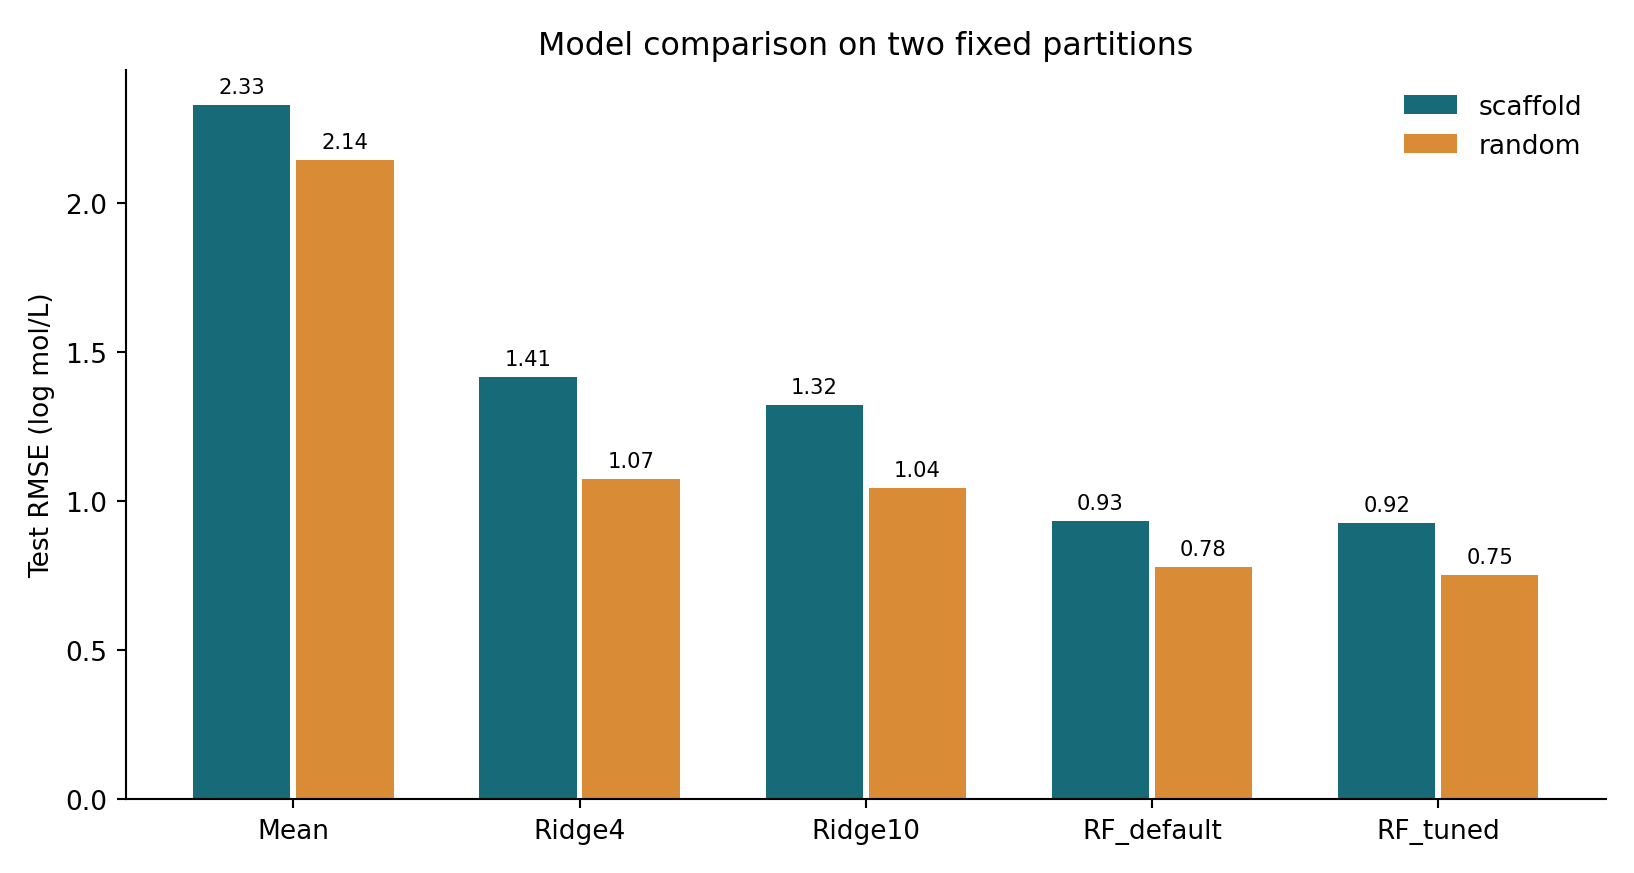 Model comparison on two fixed partitions
scaffold
random
Test RMSE (log mol/L)
2.0
1.5
1.0
0.5
0.0
2.33
2.14
1.41
1.07
1.32
1.04
0.93
0.78
0.92
0.75
Mean
Ridge4
Ridge10
RF_default
RF_tuned